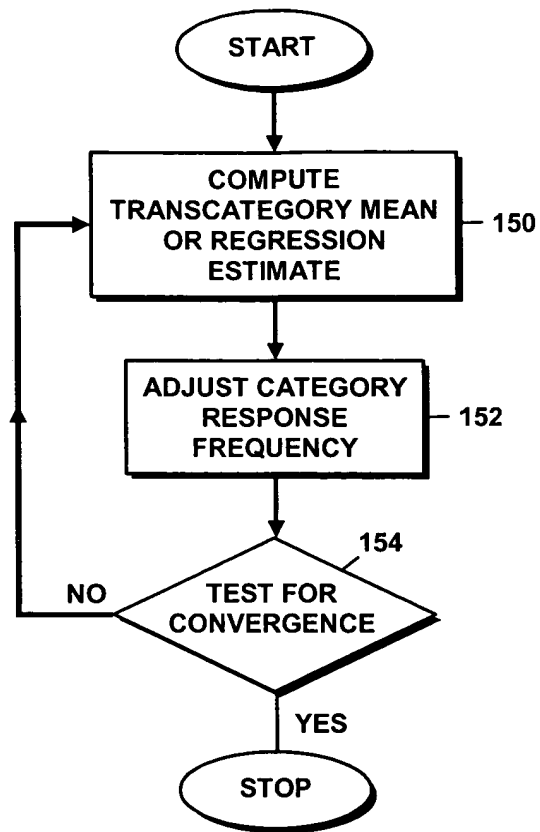 START
COMPUTE
TRANSCATEGORY MEAN
OR REGRESSION
ESTIMATE
150
ADJUST CATEGORY
RESPONSE
FREQUENCY
152
154
TEST FOR
CONVERGENCE
NO
YES
STOP